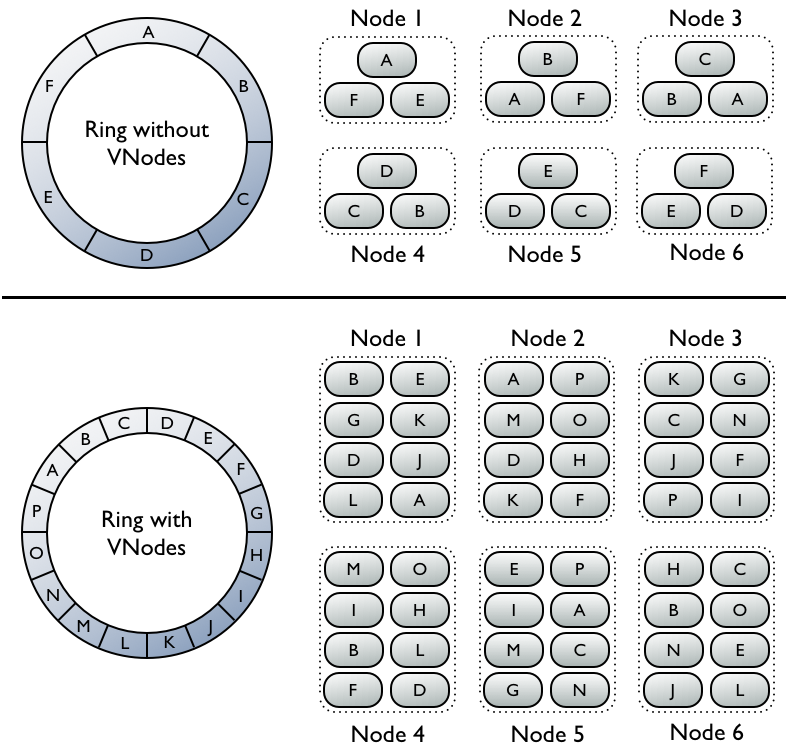 A
B
C
D
E
F
Ring without
VNodes
Node 1
Node 2
Node 3
A
F E
B
A F
C
B A
D
C B
E
D C
F
E D
Node 4
Node 5
Node 6
A
B
C
D
E
F
G
H
I
J
K
L
M
N
O
P
Ring with
VNodes
Node 1
B E
G K
D J
L A
Node 2
A P
M O
D H
K F
Node 3
K G
C N
J F
P I
M O
I H
B L
F D
Node 4
E P
I A
M C
G N
Node 5
H C
B O
N E
J L
Node 6